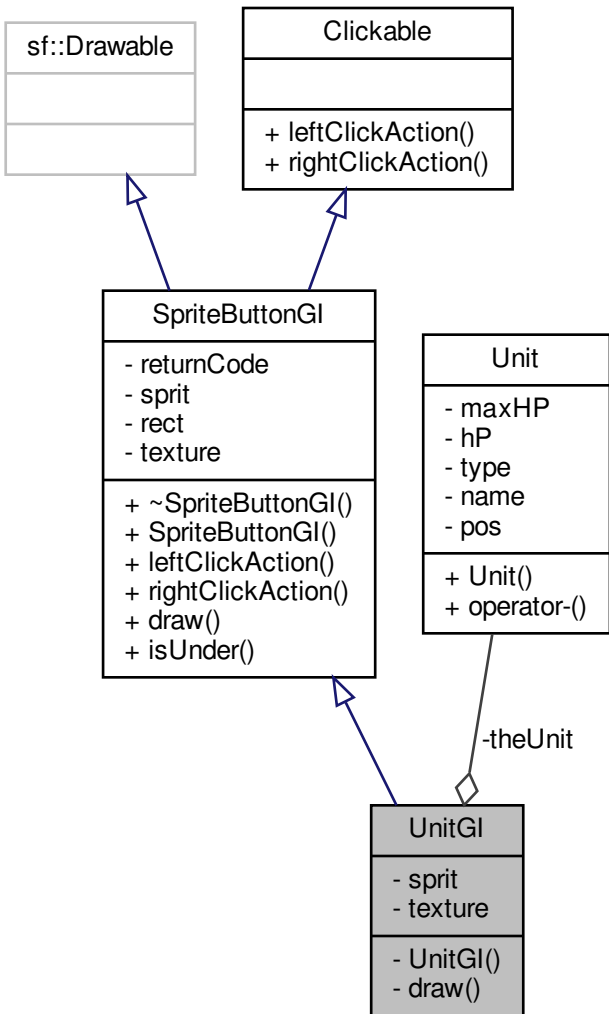 sf::Drawable
Clickable
+ leftClickAction()
+ rightClickAction()
SpriteButtonGI
- returnCode
- sprit
- rect
- texture
+ ~SpriteButtonGI()
+ SpriteButtonGI()
+ leftClickAction()
+ rightClickAction()
+ draw()
+ isUnder()
Unit
- maxHP
- hP
- type
- name
- pos
+ Unit()
+ operator-()
-theUnit
UnitGI
- sprit
- texture
- UnitGI()
- draw()